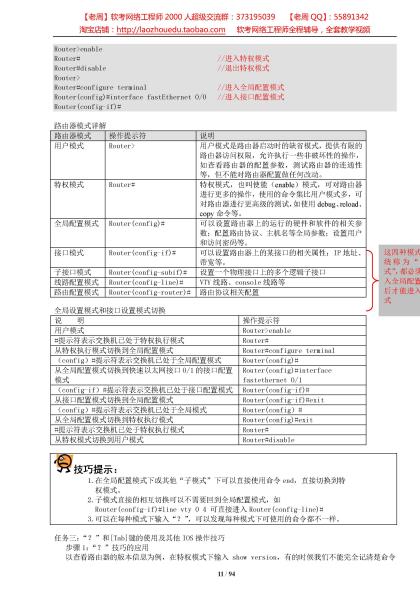 【老周】软考网络工程师 2000 人超级交流群：373195039 【老周 QQ】：55891342
淘宝店铺：http://laozhouedu.taobao.com 软考网络工程师全程辅导，全套教学视频
Router>enable
Router# //进入特权模式
Router#disable //退出特权模式
Router>
Router#configure terminal //进入全局配置模式
Router(config)#interface fastEthernet 0/0 //进入接口配置模式
Router(config-if)#
路由器模式详解
路由器模式 操作提示符 说明
用户模式 Router> 用户模式是路由器启动时的缺省模式，提供有限的
路由器访问权限，允许执行一些非破坏性的操作，
如查看路由器的配置参数，测试路由器的连通性
等，但不能对路由器配置做任何改动。
特权模式 Router# 特权模式，也叫使能（enable）模式，可对路由器
进行更多的操作，使用的命令集比用户模式多，可
对路由器进行更高级的测试，如使用 debug、reload、
copy 命令等。
全局配置模式 Router(config)# 可以设置路由器上的运行的硬件和软件的相关参
数；配置路由协议、主机名等全局参数；设置用户
和访问密码等。
接口模式 Router(config-if)# 可以设置路由器上的某接口的相关属性；IP 地址、
带宽等。
子接口模式 Router(config-subif)# 设置一个物理接口上的多个逻辑子接口
线路配置模式 Router(config-line)# VTY 线路、console 线路等
路由配置模式 Router(config-router)# 路由协议相关配置
这四种模式
统称为“
式”，都必须
入全局配置
后才能进入
式
全局设置模式和接口设置模式切换
说 明 操作提示符
用户模式 Router>enable
#提示符表示交换机已处于特权执行模式 Router#
从特权执行模式切换到全局配置模式 Router#configure terminal
（config）#提示符表示交换机已处于全局配置模式 Router(config)#
从全局配置模式切换到快速以太网接口 0/1 的接口配置
模式 Router(config)#interface
fastethernet 0/1
（config-if）#提示符表示交换机已处于接口配置模式 Router(config-if)#
从接口配置模式切换到全局配置模式 Router(config-if)#exit
（config）#提示符表示交换机已处于全局模式 Router(config) #
从全局配置模式切换到特权执行模式 Router(config)#exit
#提示符表示交换机已处于特权执行模式 Router#
从特权模式切换到用户模式 Router#disable
技巧提示：
1.在全局配置模式下或其他“子模式”下可以直接使用命令 end，直接切换到特
权模式。
2.子模式直接的相互切换可以不需要回到全局配置模式，如
Router(config-if)#line vty 0 4 可直接进入 Router(config-line)#
3.可以在每种模式下输入“？”，可以发现每种模式下可使用的命令都不一样。
任务三：“？”和[Tab]键的使用及其他 IOS 操作技巧
步骤 1：“？”技巧的应用
以查看路由器的版本信息为例，在特权模式下输入 show version，有的时候我们不能完全记清是命令
11 / 94